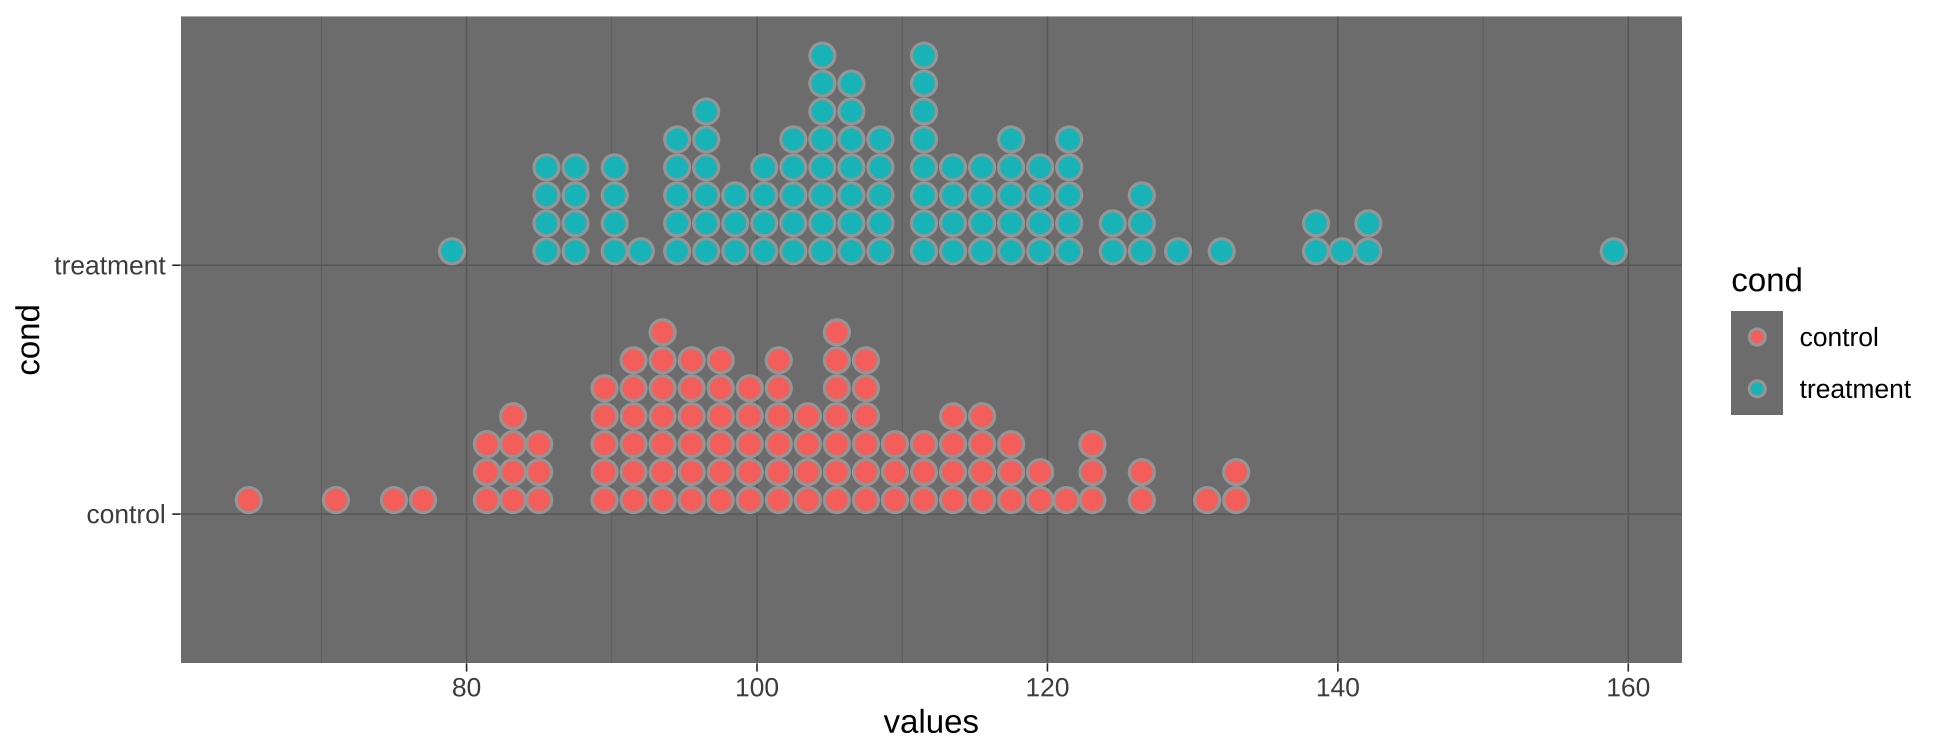 treatment
control
cond
80 100 120 140 160
values
cond
control
treatment